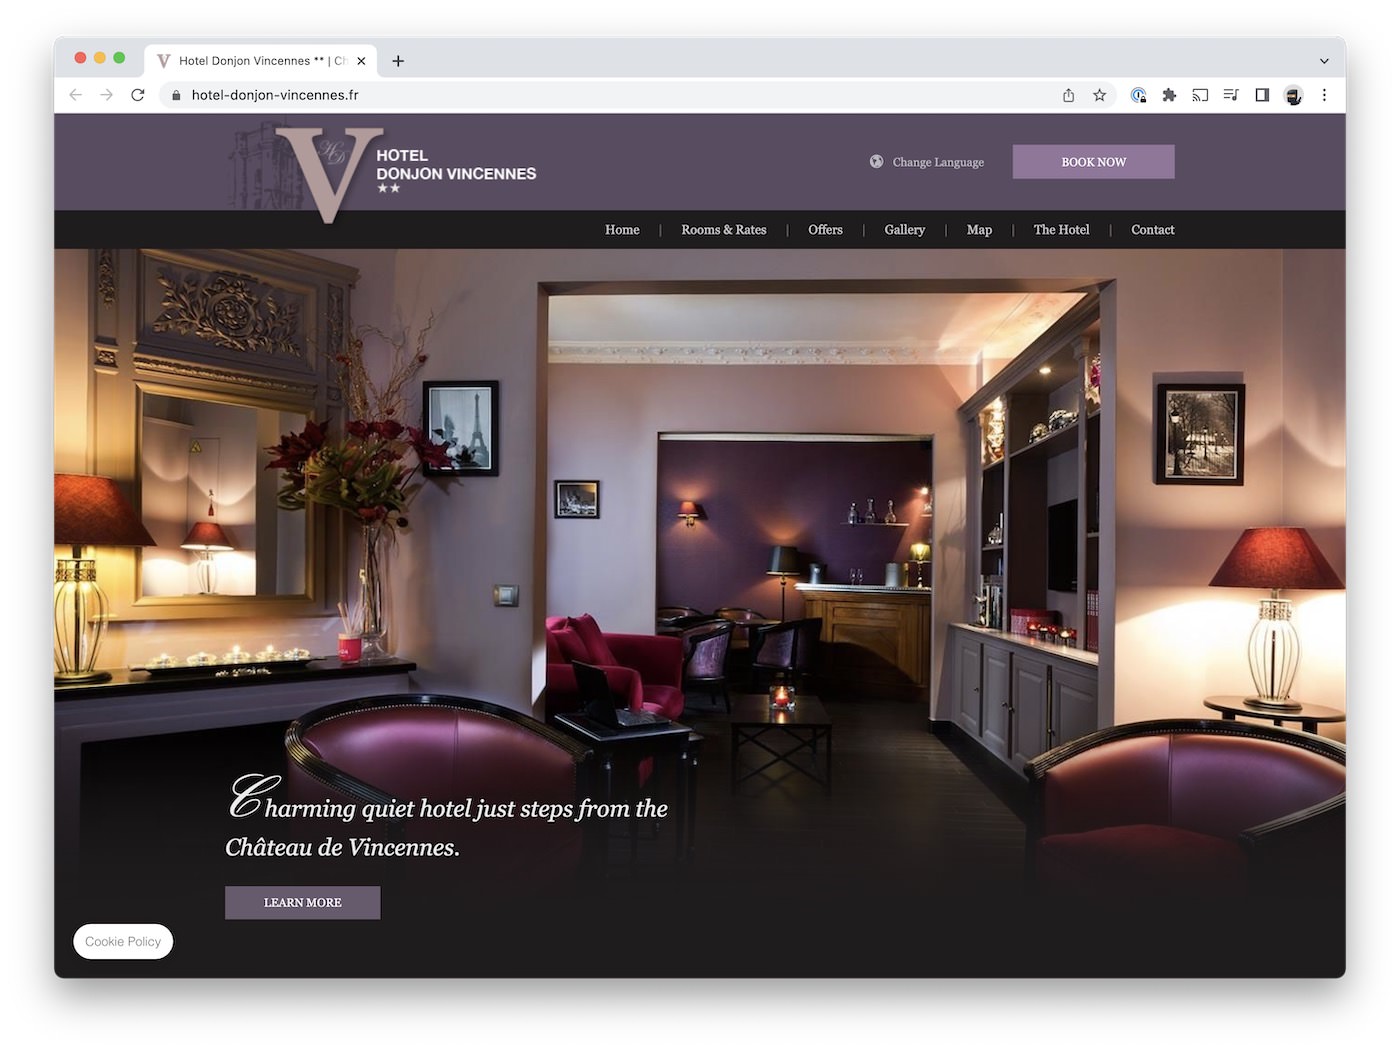 Hotel Donjon Vincennes ** | Ch
hotel-donjon-vincennes.fr
V
HD
HOTEL
DONJON VINCENNES
★★
Change Language
BOOK NOW
Home | Rooms & Rates | Offers | Gallery | Map | The Hotel | Contact
Charming quiet hotel just steps from the
Château de Vincennes.
LEARN MORE
Cookie Policy